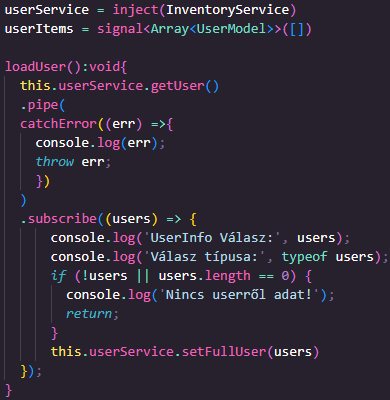 userService = inject(InventoryService)
userItems = signal<Array<UserModel>>([])
loadUser():void{
this.userService.getUser()
.pipe(
catchError((err) =>{
console.log(err);
throw err;
})
)
.subscribe((users) => {
console.log('UserInfo Válasz:', users);
console.log('Válasz típusa:', typeof users);
if (!users || users.length == 0) {
console.log('Nincs userről adat!');
return;
}
this.userService.setFullUser(users)
});
}